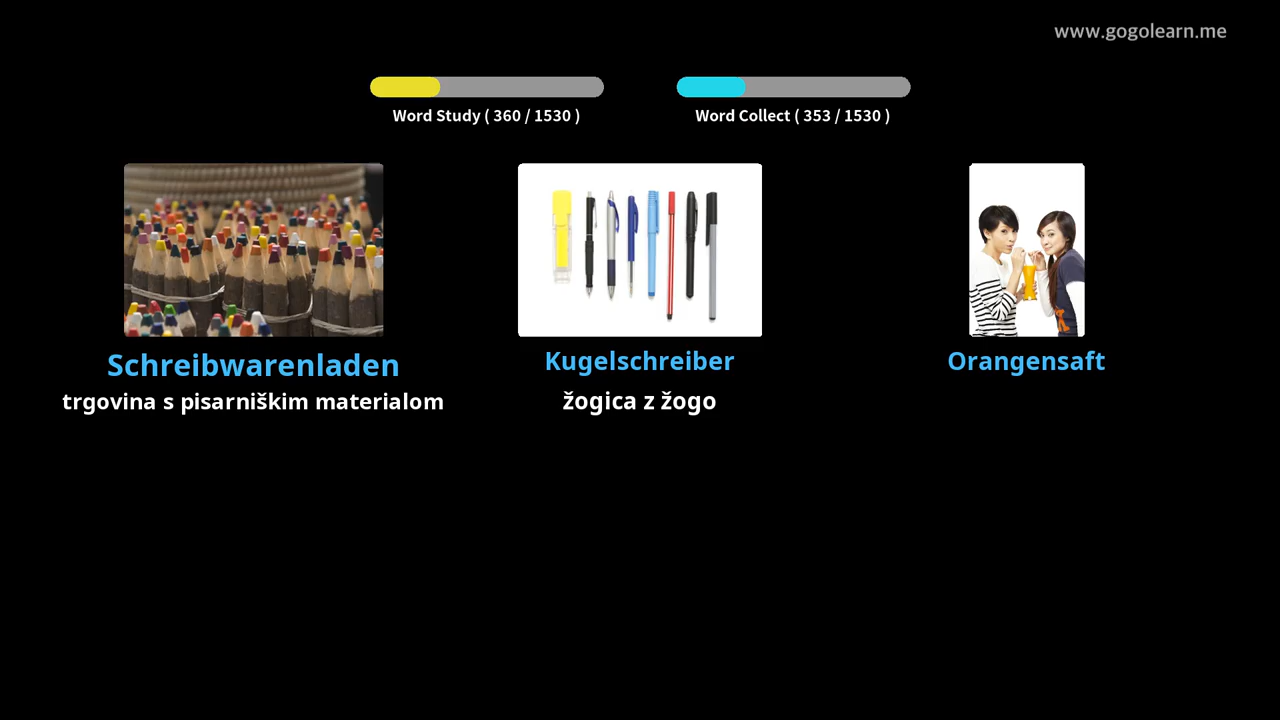 www.gogolearn.me
Word Study ( 360 / 1530 )
Word Collect ( 353 / 1530 )
Schreibwarenladen
trgovina s pisarniškim materialom
Kugelschreiber
žogica z žogo
Orangensaft